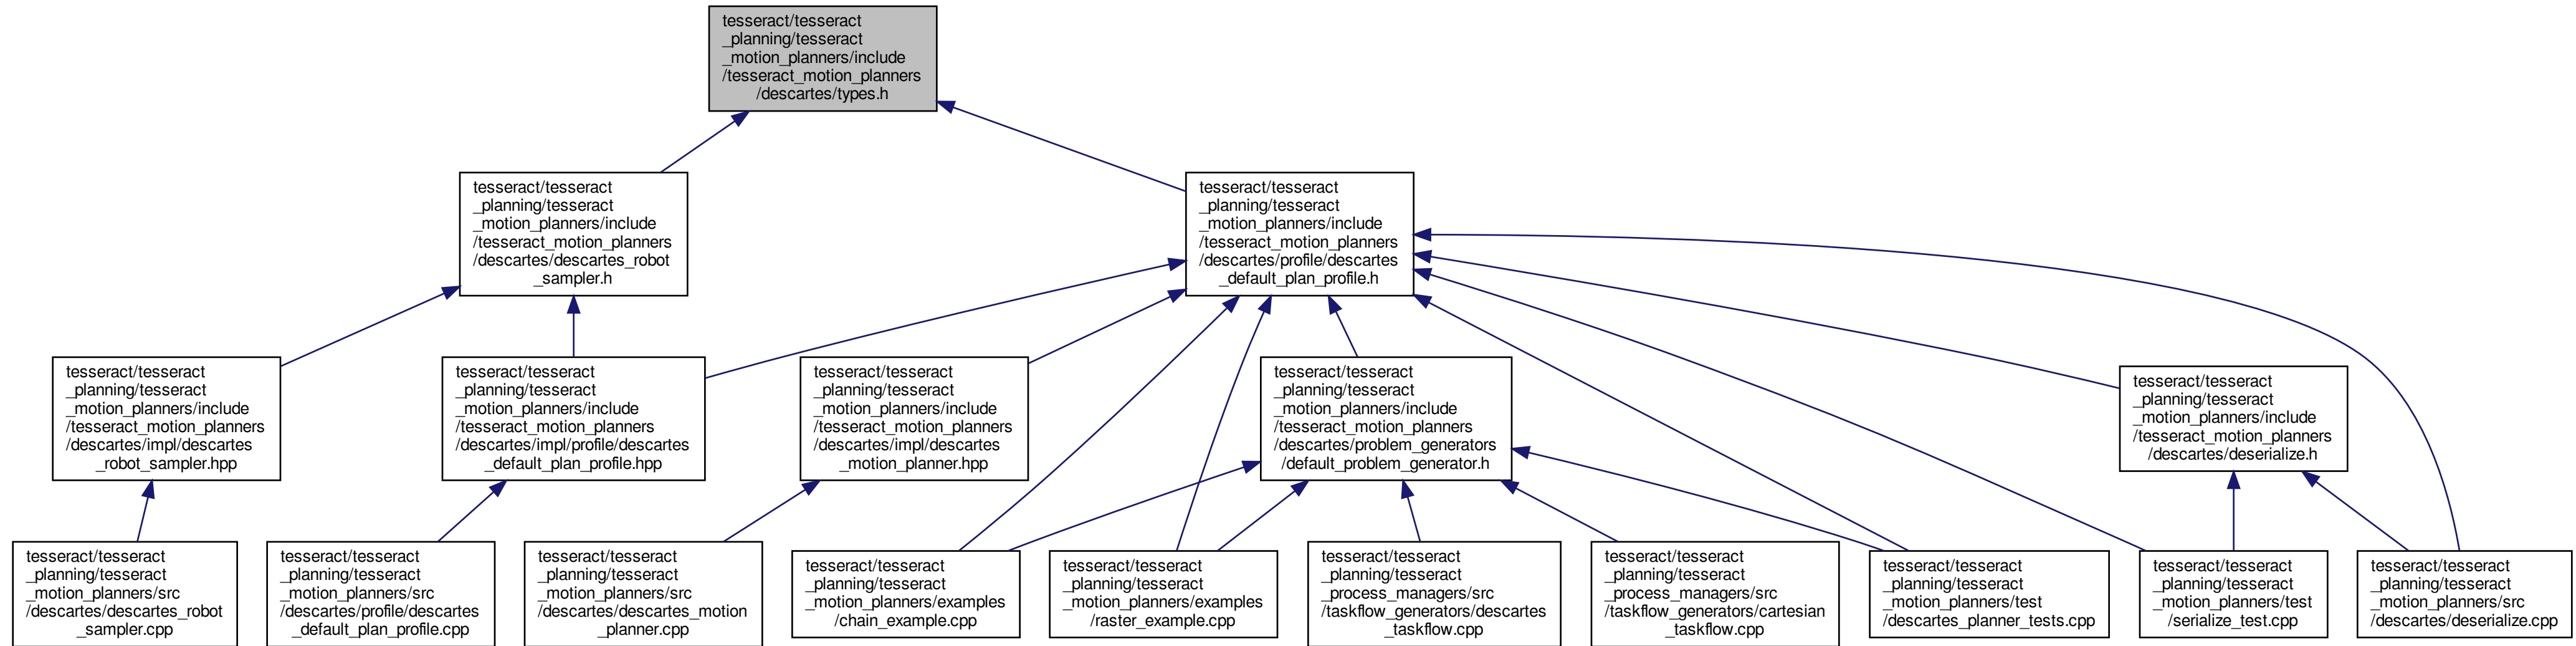 tesseract/tesseract
_planning/tesseract
_motion_planners/include
/tesseract_motion_planners
/descartes/types.h
tesseract/tesseract
_planning/tesseract
_motion_planners/include
/tesseract_motion_planners
/descartes/descartes_robot
_sampler.h
tesseract/tesseract
_planning/tesseract
_motion_planners/include
/tesseract_motion_planners
/descartes/profile/descartes
_default_plan_profile.h
tesseract/tesseract
_planning/tesseract
_motion_planners/include
/tesseract_motion_planners
/descartes/impl/descartes
_robot_sampler.hpp
tesseract/tesseract
_planning/tesseract
_motion_planners/include
/tesseract_motion_planners
/descartes/impl/profile/descartes
_default_plan_profile.hpp
tesseract/tesseract
_planning/tesseract
_motion_planners/include
/tesseract_motion_planners
/descartes/impl/descartes
_motion_planner.hpp
tesseract/tesseract
_planning/tesseract
_motion_planners/include
/tesseract_motion_planners
/descartes/problem_generators
/default_problem_generator.h
tesseract/tesseract
_planning/tesseract
_motion_planners/include
/tesseract_motion_planners
/descartes/deserialize.h
tesseract/tesseract
_planning/tesseract
_motion_planners/src
/descartes/descartes_robot
_sampler.cpp
tesseract/tesseract
_planning/tesseract
_motion_planners/src
/descartes/profile/descartes
_default_plan_profile.cpp
tesseract/tesseract
_planning/tesseract
_motion_planners/src
/descartes/descartes_motion
_planner.cpp
tesseract/tesseract
_planning/tesseract
_motion_planners/examples
/chain_example.cpp
tesseract/tesseract
_planning/tesseract
_motion_planners/examples
/raster_example.cpp
tesseract/tesseract
_planning/tesseract
_process_managers/src
/taskflow_generators/descartes
_taskflow.cpp
tesseract/tesseract
_planning/tesseract
_process_managers/src
/taskflow_generators/cartesian
_taskflow.cpp
tesseract/tesseract
_planning/tesseract
_motion_planners/test
/descartes_planner_tests.cpp
tesseract/tesseract
_planning/tesseract
_motion_planners/test
/serialize_test.cpp
tesseract/tesseract
_planning/tesseract
_motion_planners/src
/descartes/deserialize.cpp